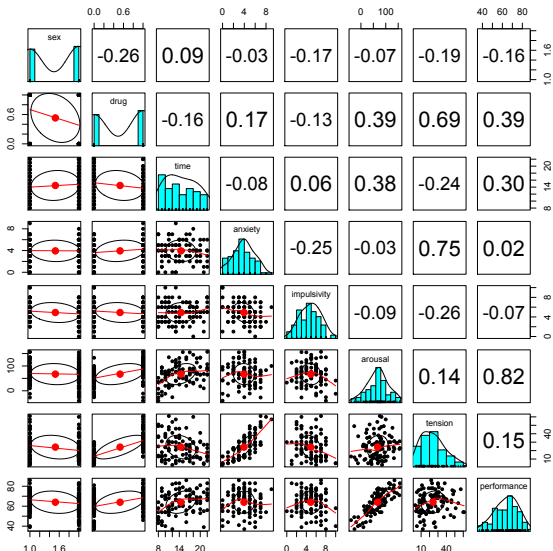 0.0 0.6 0 4 8 0 100 40 60 80
sex -0.26 0.09 -0.03 -0.17 -0.07 -0.19 -0.16 1.0 1.6
0.0 0.6 drug -0.16 0.17 -0.13 0.39 0.69 0.39
time -0.08 0.06 0.38 -0.24 0.30 8 14 20
0 4 8 anxiety -0.25 -0.03 0.75 0.02
impulsivity -0.09 -0.26 -0.07 0 4 8
0 100 arousal 0.14 0.82
tension 0.15 10 40
40 60 80 performance
1.0 1.6 8 14 20 0 4 8 10 40